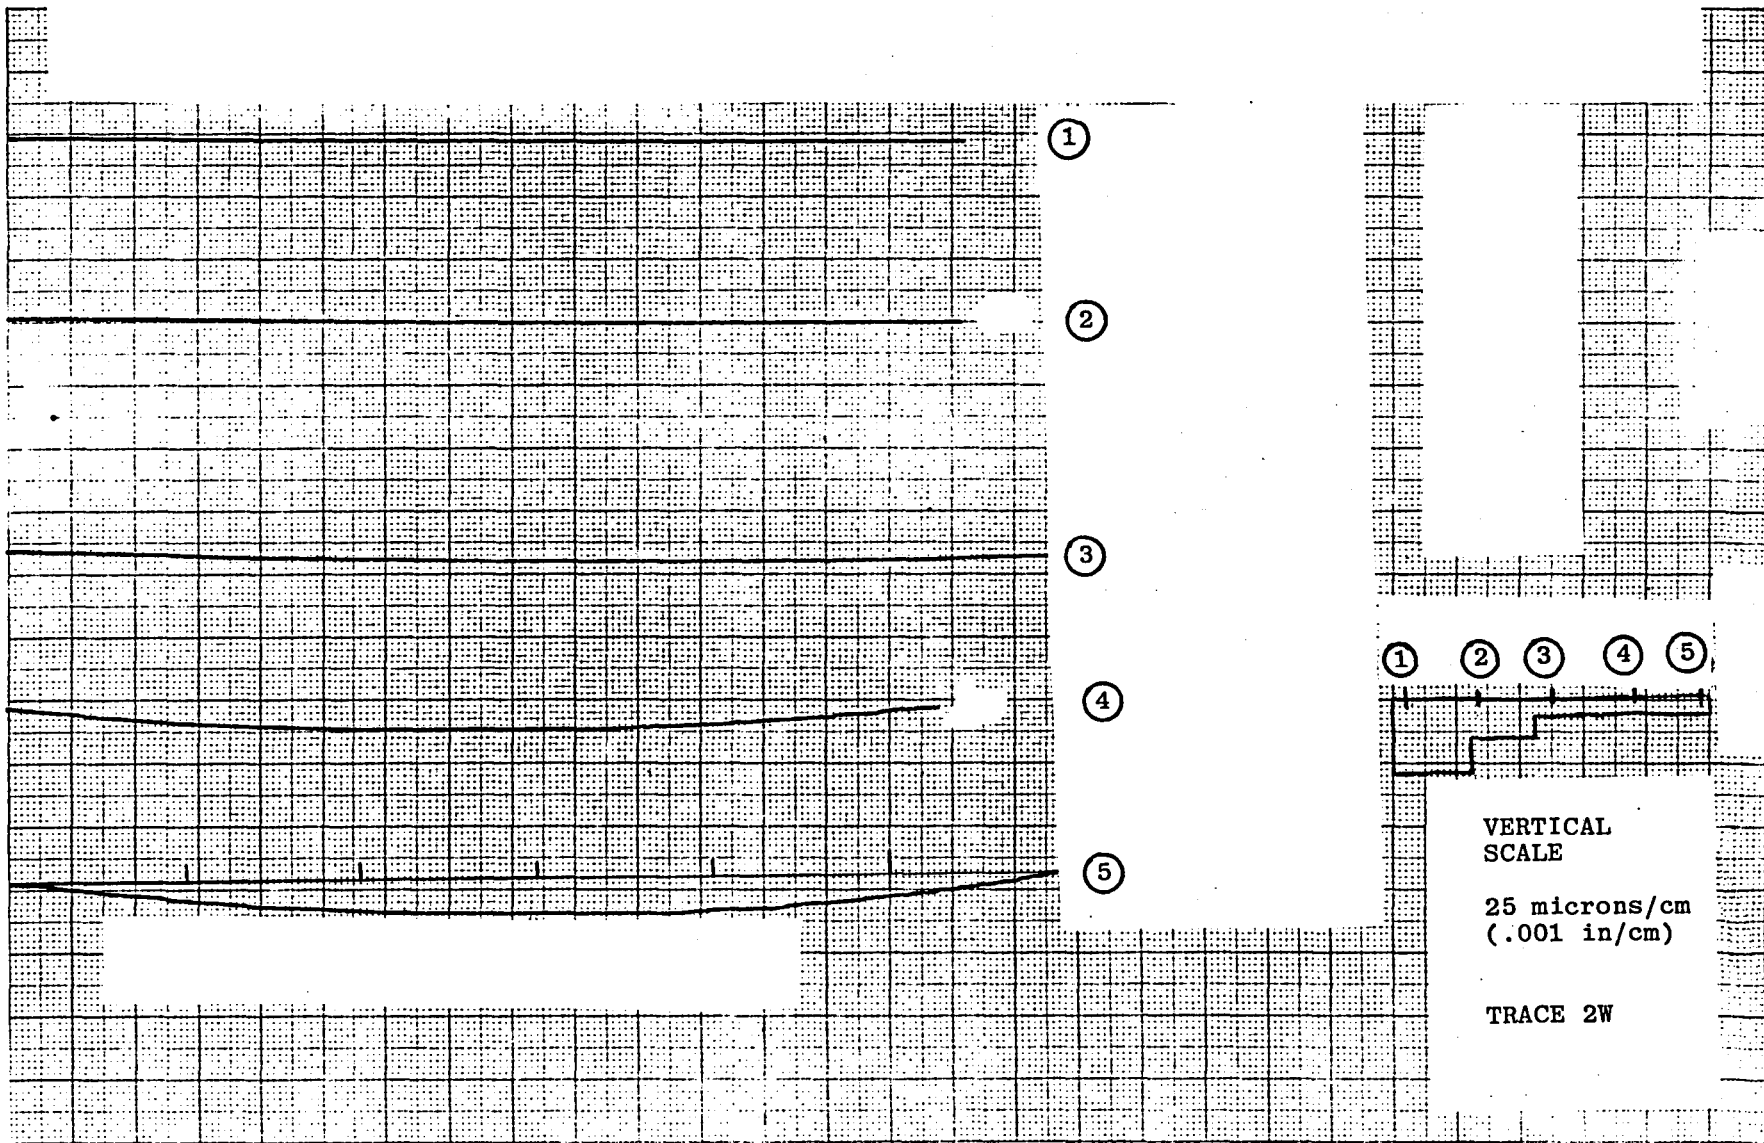 ①
②
③
④
⑤
① ② ③ ④ ⑤
VERTICAL
SCALE
25 microns/cm
(.001 in/cm)
TRACE 2W